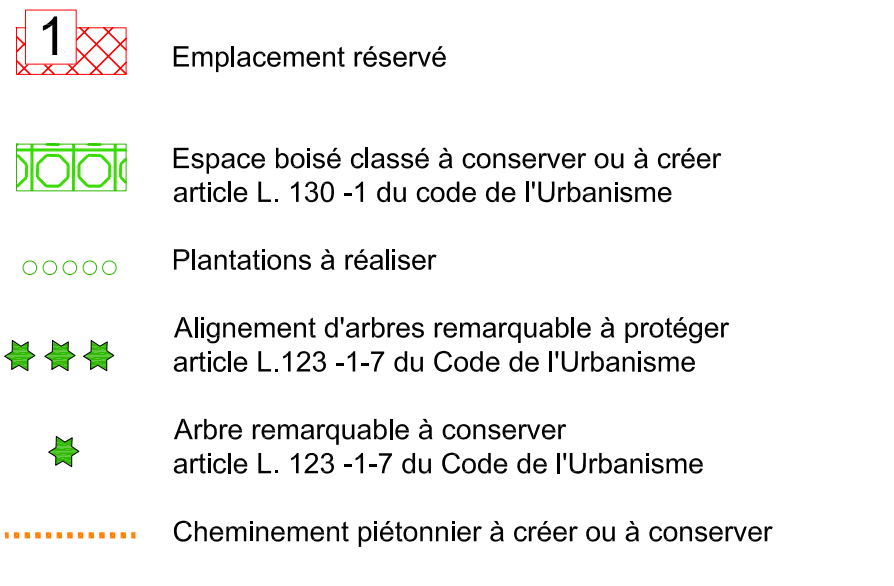 1
Emplacement réservé
Espace boisé classé à conserver ou à créer
article L. 130 -1 du code de l'Urbanisme
Plantations à réaliser
Alignement d'arbres remarquable à protéger
article L.123 -1-7 du Code de l'Urbanisme
Arbre remarquable à conserver
article L. 123 -1-7 du Code de l'Urbanisme
Cheminement piétonnier à créer ou à conserver